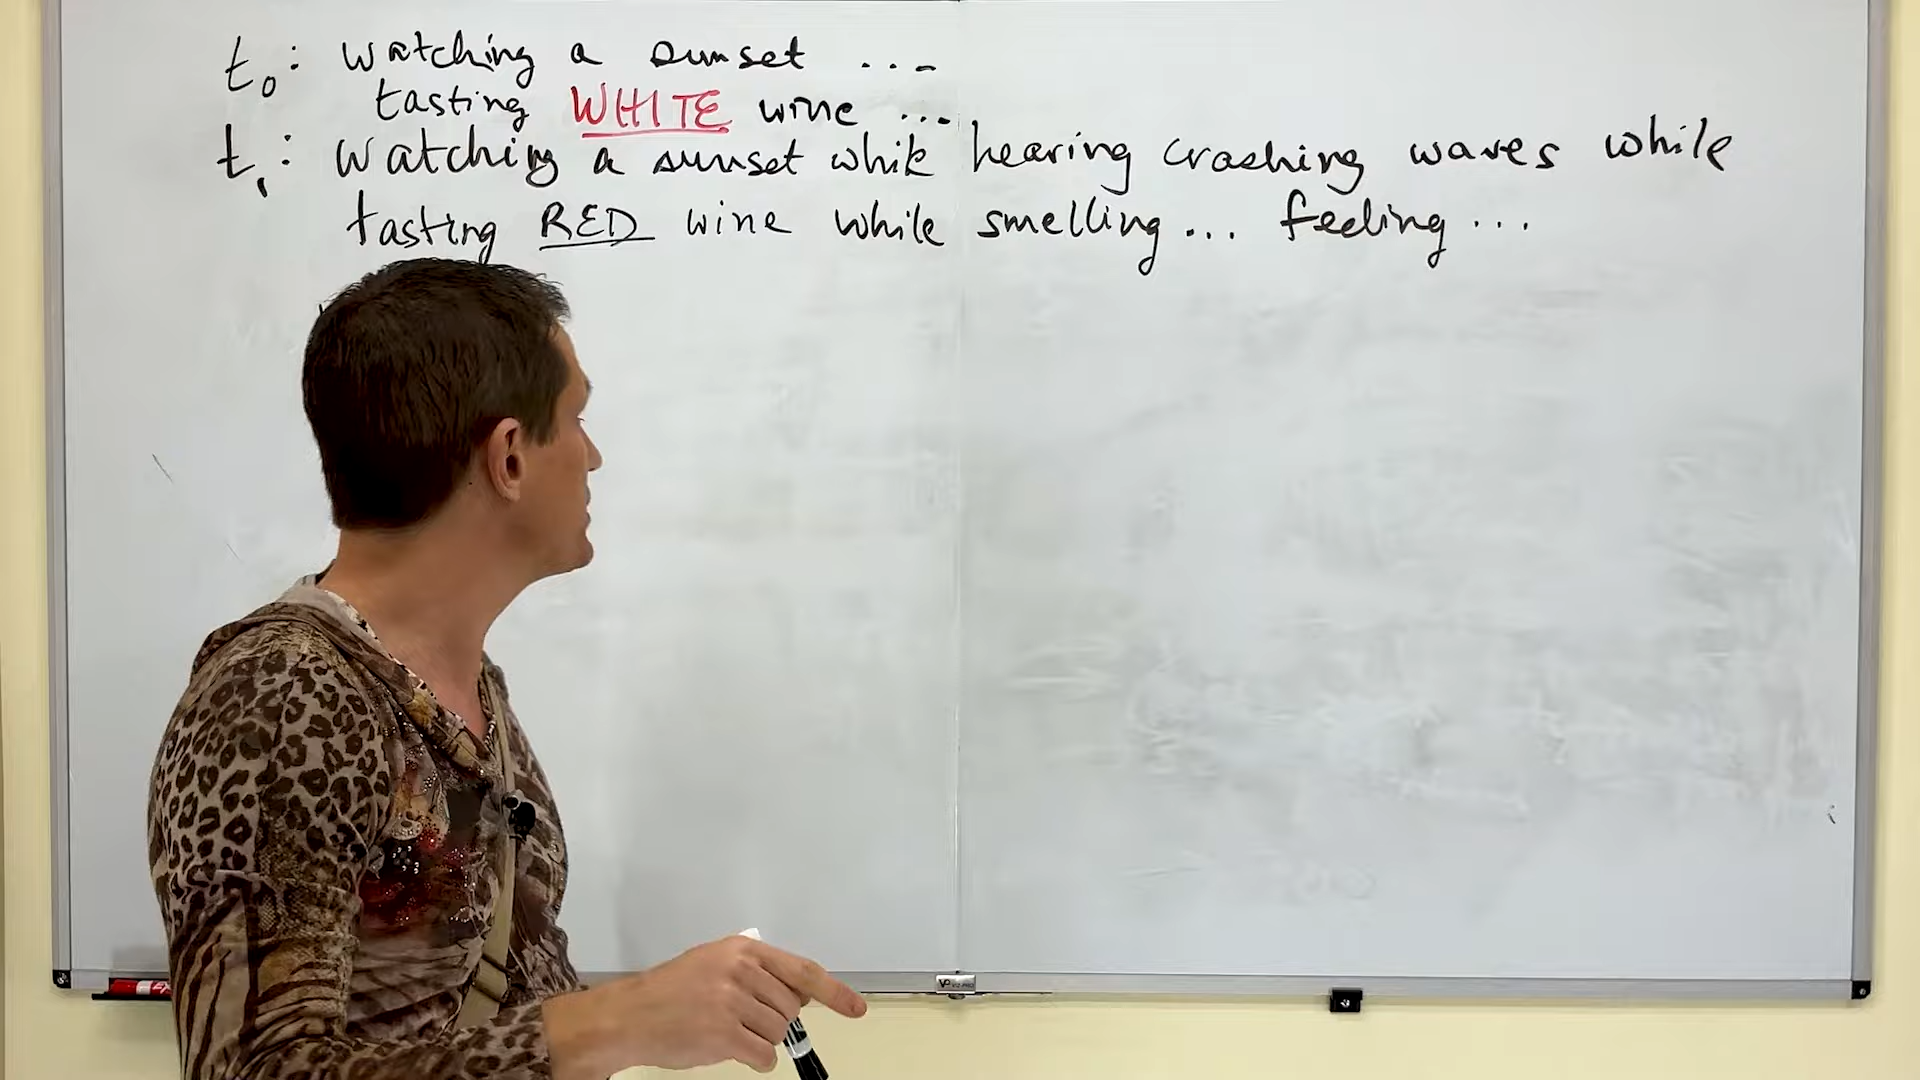 t₀: watching a sunset ...
tasting WHITE wine ...
t₁: watching a sunset while hearing crashing waves while
tasting RED wine while smelling... feeling...